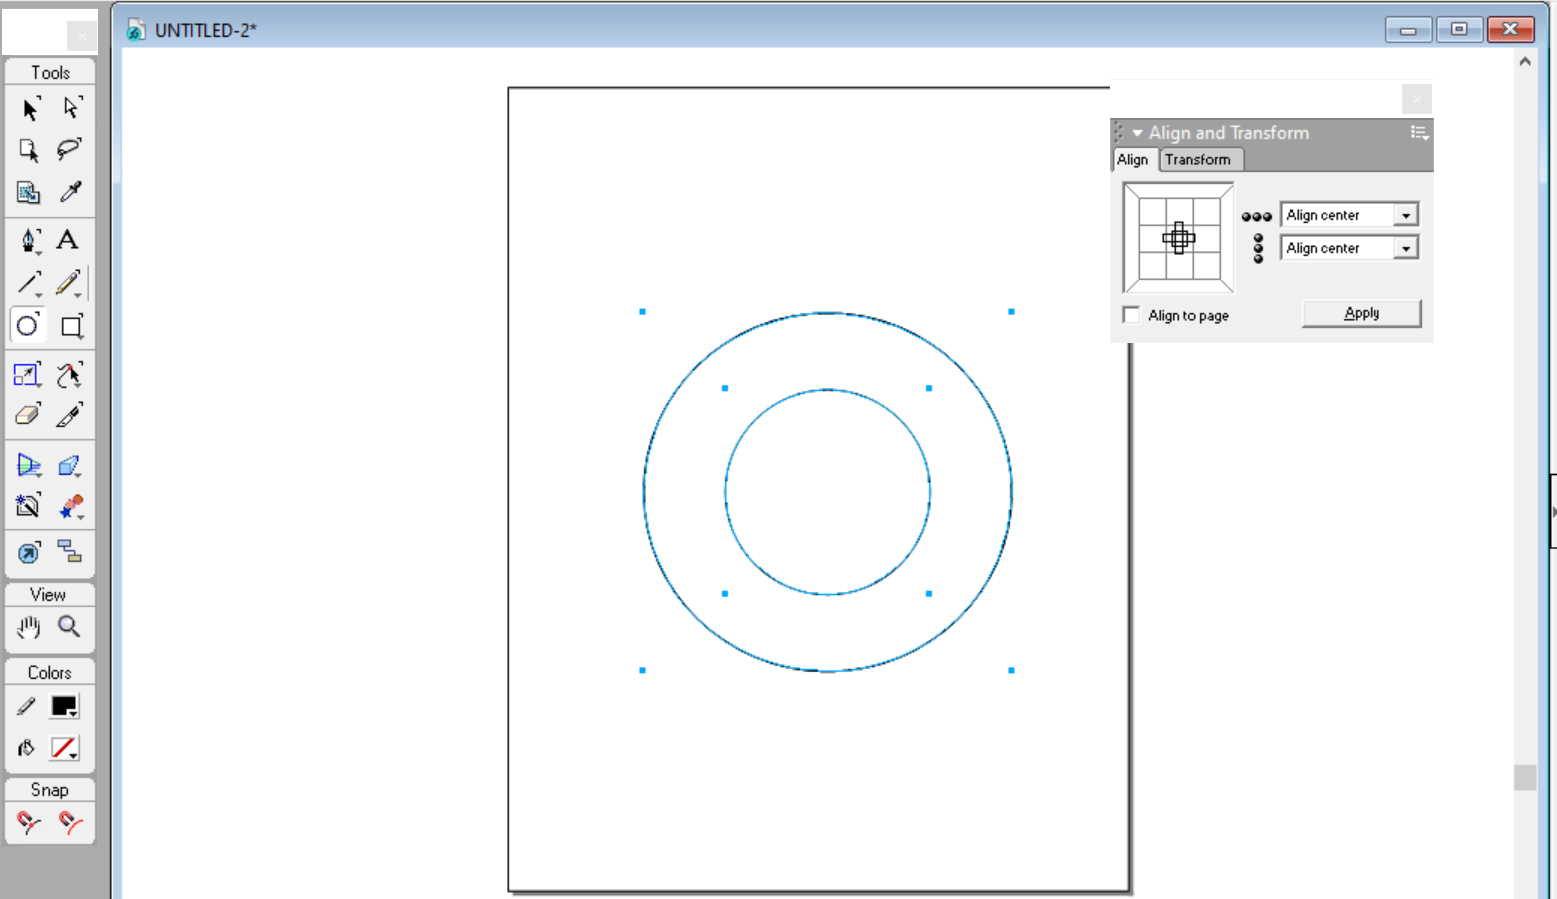 UNTITLED-2*
Tools
A
View
Colors
Snap
Align and Transform
Align Transform
Align center
Align center
Align to page
Apply